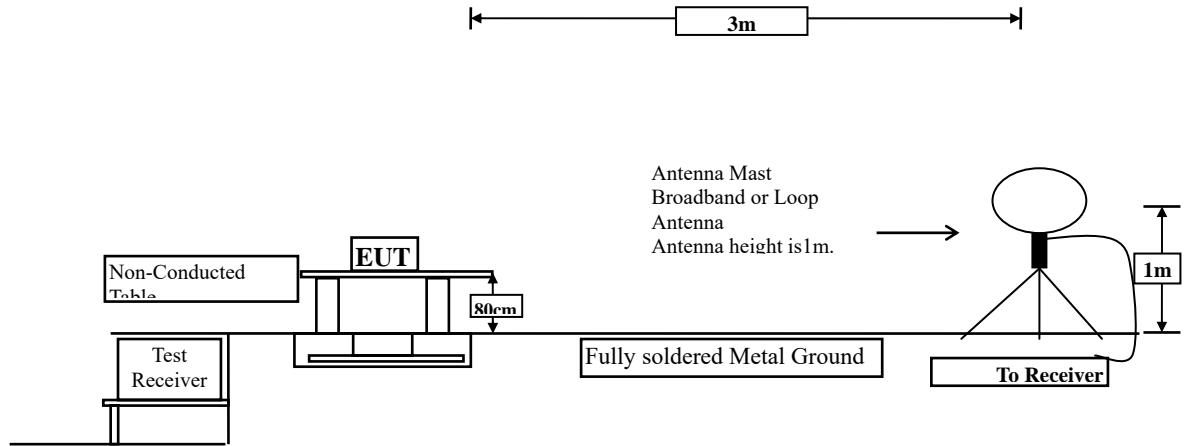 3m
Antenna Mast
Broadband or Loop
Antenna
Antenna height is1m.
EUT
Non-Conducted
Table
80cm
1m
Test
Receiver
Fully soldered Metal Ground
To Receiver